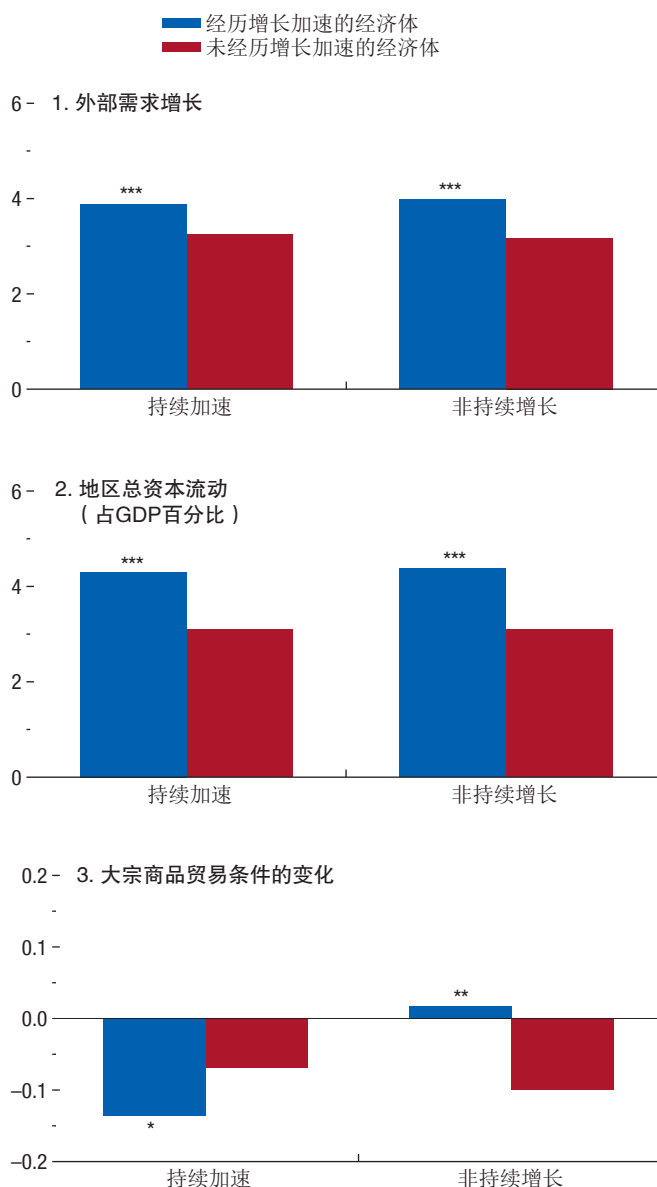 经历增长加速的经济体
未经历增长加速的经济体
6
1. 外部需求增长
***
***
4
2
0
持续加速
非持续增长
6
2. 地区总资本流动
（占GDP百分比）
***
***
4
2
0
持续加速
非持续增长
0.2
3. 大宗商品贸易条件的变化
0.1
**
0.0
–0.1
*
–0.2
持续加速
非持续增长